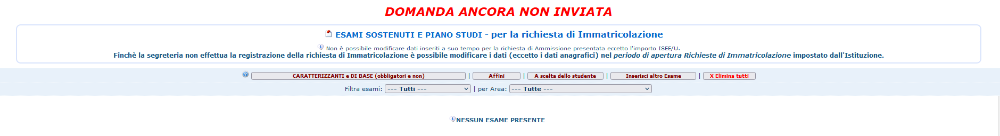 DOMANDA ANCORA NON INVIATA
ESAMI SOSTENUTI E PIANO STUDI - per la richiesta di Immatricolazione
Non è possibile modificare dati inseriti a suo tempo per la richiesta di Ammissione presentata eccetto l'importo ISEE/U.
Finchè la segreteria non effettua la registrazione della richiesta di Immatricolazione è possibile modificare i dati (eccetto i dati anagrafici) nel periodo di apertura Richieste di Immatricolazione impostato dall'Istituzione.
CARATTERIZZANTI e DI BASE (obbligatori e non) | Affini | A scelta dello studente | Inserisci altro Esame | X Elimina tutti
Filtra esami: --- Tutti --- | per Area: --- Tutte ---
NESSUN ESAME PRESENTE